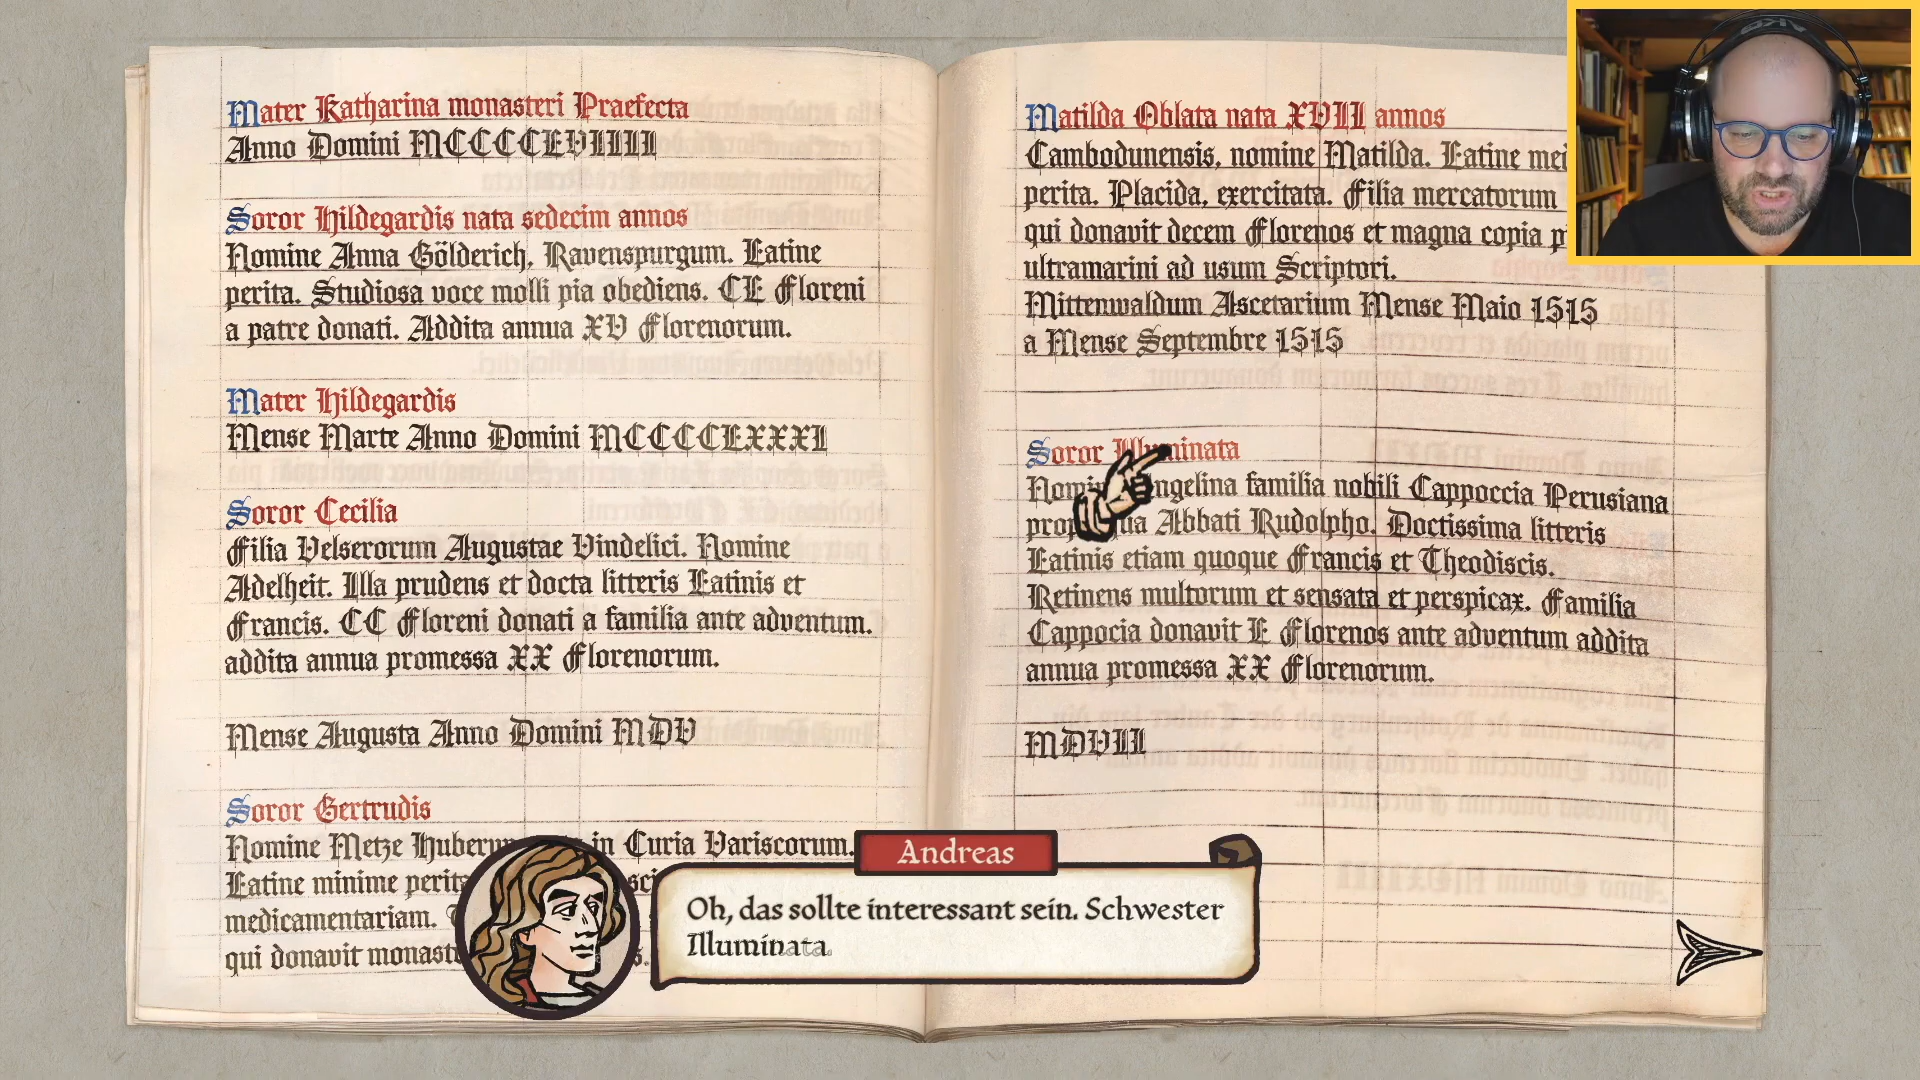 Mater Katharina monasteri Praefecta
Anno Domini MCCCCLVIIII
Soror Hildegardis nata sedecim annos
Nomine Anna Gölderich, Ravenspurgum. Latine
perita. Studiosa voce molli pia obediens. CL Floreni
a patre donati. Addita annua XV Florenorum.
Mater Hildegardis
Mense Marte Anno Domini MCCCCLXXXI
Soror Cecilia
Filia Velserorum Augustae Vindelici. Nomine
Adelheit. Illa prudens et docta litteris Latinis et
Francis. CC Floreni donati a familia ante adventum.
addita annua promessa XX Florenorum.
Mense Augusta Anno Domini MDV
Soror Gertrudis
Nomine Metze in Curia Variscorum.
Latine minime
medicamentariam.
qui donavit
Matilda Oblata nata XVII annos
Cambodunensis, nomine Matilda. Latine
perita. Placida, exercitata. Filia mercatorum
qui donavit decem Florenos et magna copia
ultramarini ad usum Scriptori.
Mittenwaldum Ascetarium Mense Maio 1515
a Mense Septembre 1515
Soror Illuminata
Angelina familia nobili Cappoccia Perusiana
Abbati Rudolpho. Doctissima litteris
Latinis etiam quoque Francis et Theodiscis.
Retinens multorum et sensata et perspicax. Familia
Cappocia donavit L Florenos ante adventum addita
annua promessa XX Florenorum.
MDVII
Andreas
Oh, das sollte interessant sein. Schwester
Illuminata.
AKG